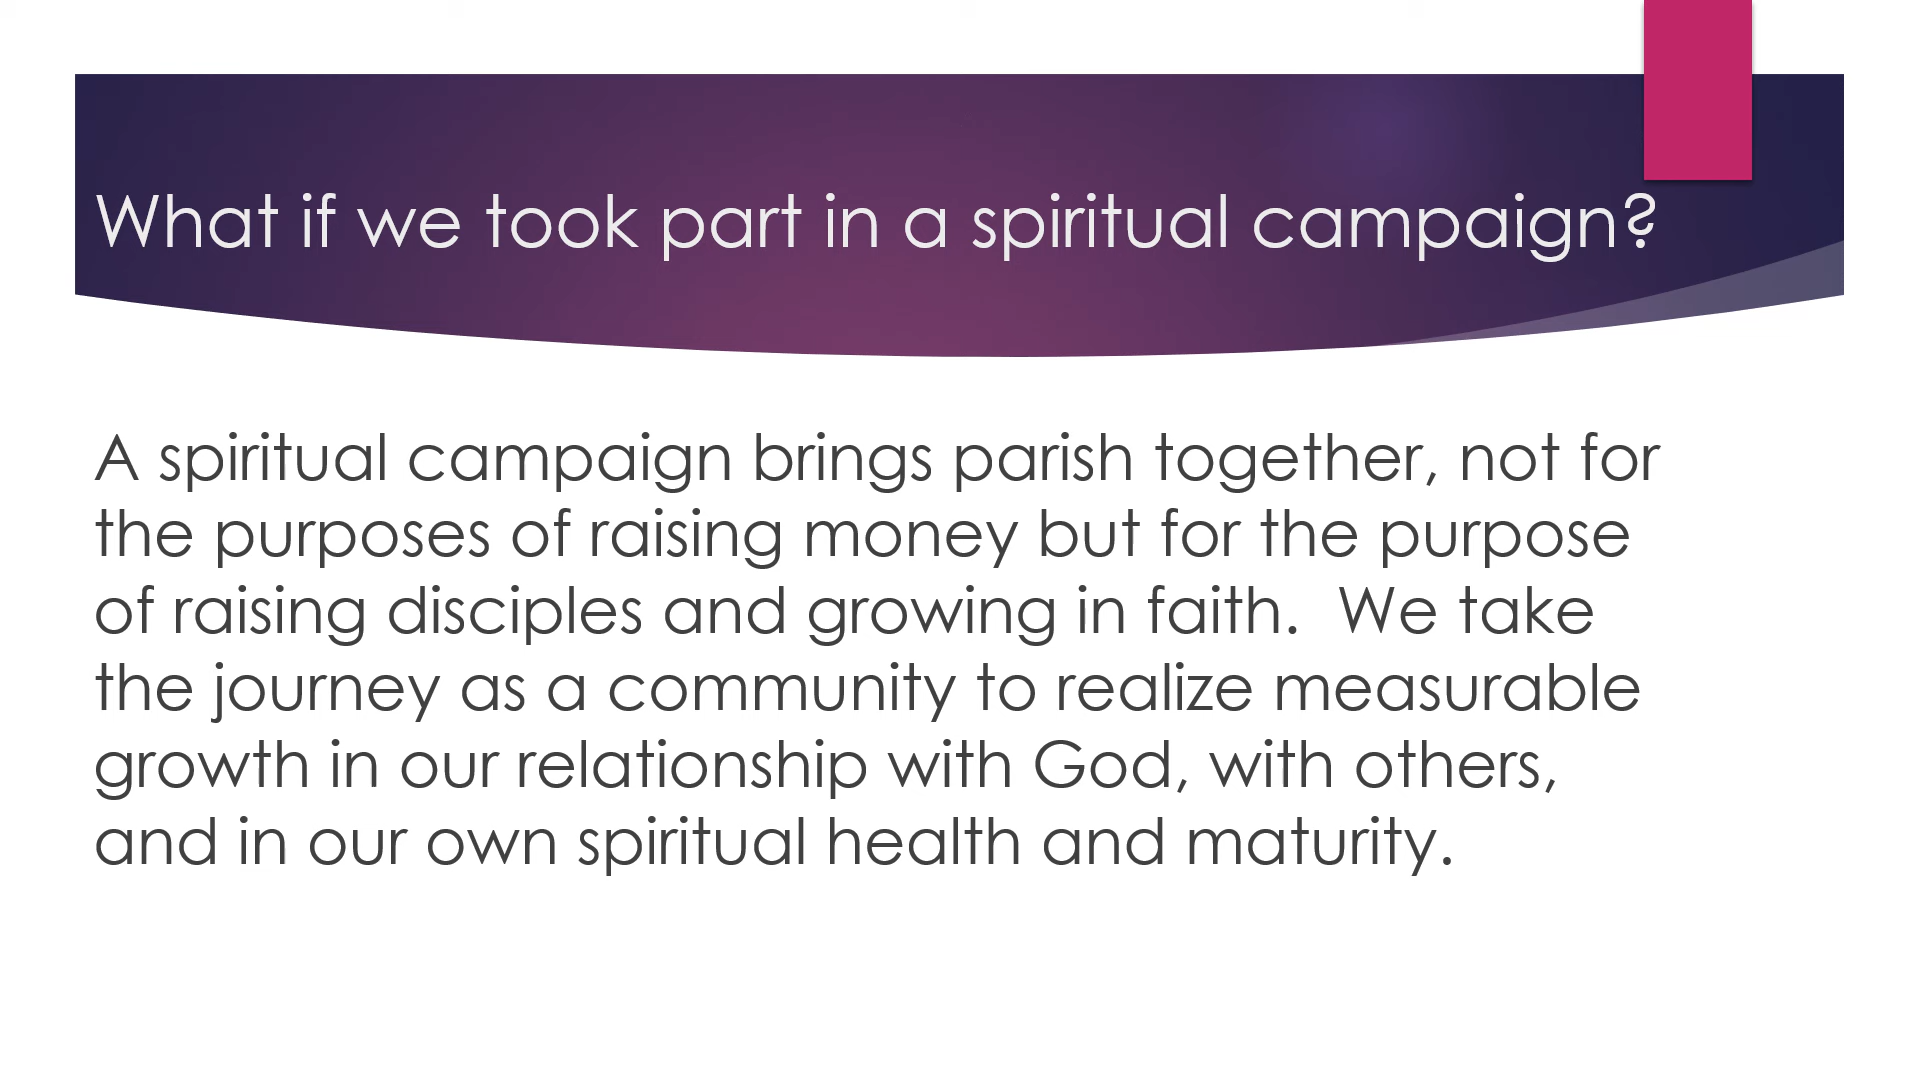 What if we took part in a spiritual campaign?
A spiritual campaign brings parish together, not for
the purposes of raising money but for the purpose
of raising disciples and growing in faith.  We take
the journey as a community to realize measurable
growth in our relationship with God, with others,
and in our own spiritual health and maturity.